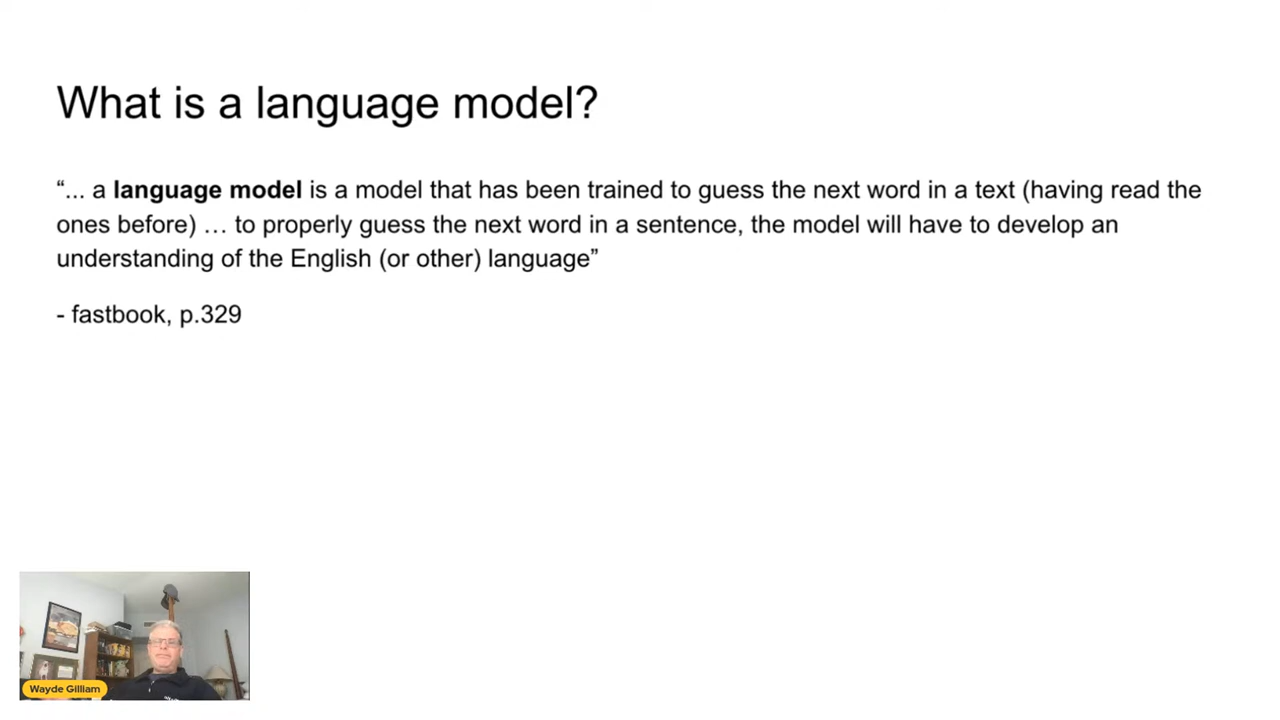 What is a language model?
“... a language model is a model that has been trained to guess the next word in a text (having read the
ones before) … to properly guess the next word in a sentence, the model will have to develop an
understanding of the English (or other) language”
- fastbook, p.329
Wayde Gilliam